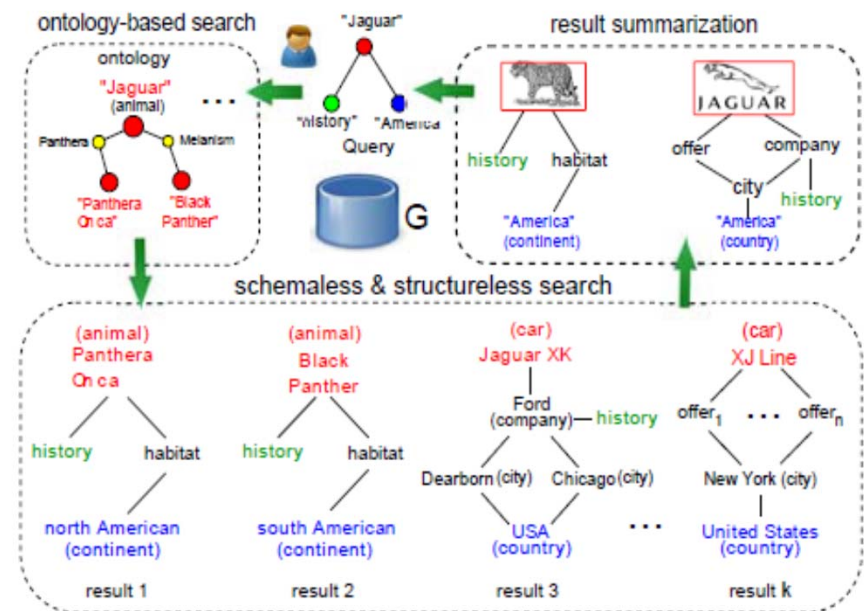 ontology-based search
ontology
"Jaguar"
(animal)
Panthera
Melanism
"Panthera
Onca"
"Black
Panther"
...
"Jaguar"
"History"
"America
Query
G
result summarization
history
habitat
"America"
(continent)
JAGUAR
offer
company
city
history
"America"
(country)
schemaless & structureless search
(animal)
Panthera
Onca
history
habitat
north American
(continent)
result 1
(animal)
Black
Panther
history
habitat
south American
(continent)
result 2
(car)
Jaguar XK
Ford
(company)
history
Dearborn (city)
Chicago (city)
USA
(country)
result 3
...
(car)
XJ Line
offer1 ... offern
New York (city)
United States
(country)
result k